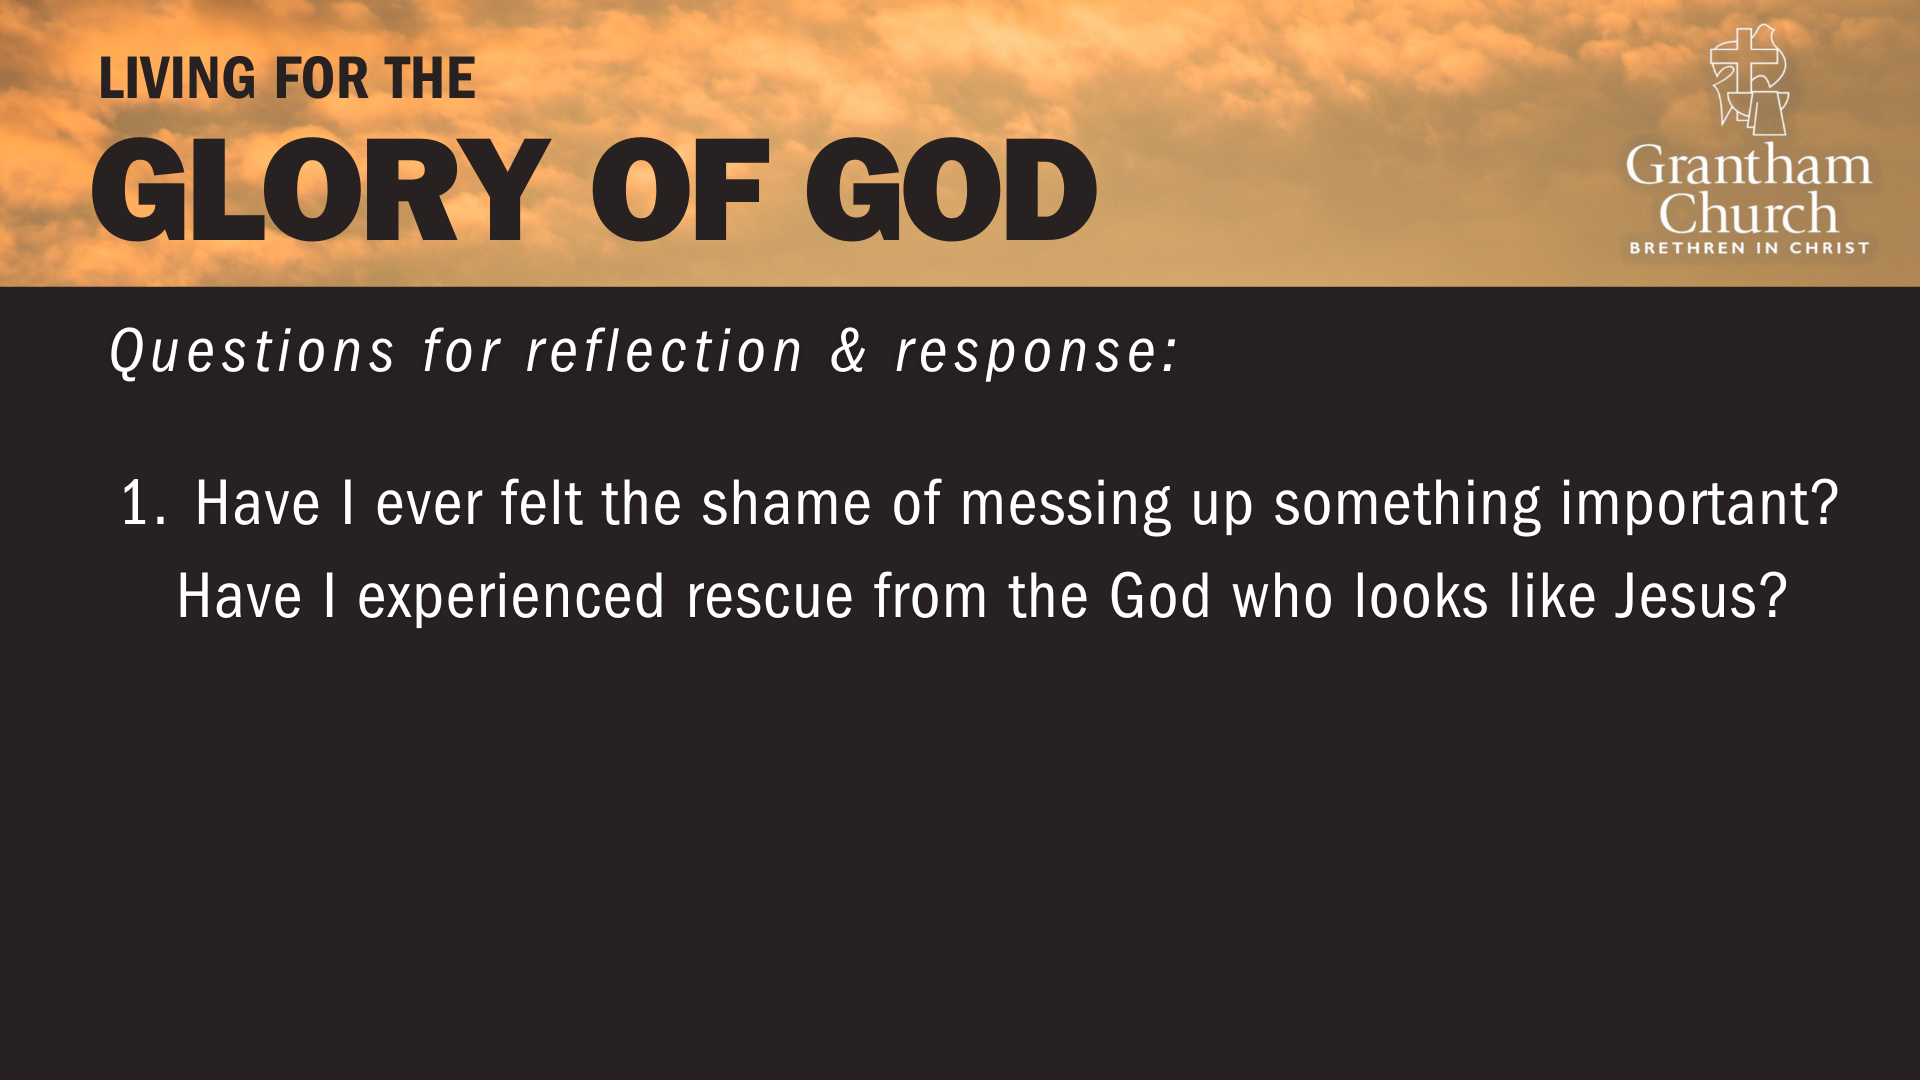 LIVING FOR THE
GLORY OF GOD
Grantham
Church
BRETHREN IN CHRIST
Questions for reflection & response:
1. Have I ever felt the shame of messing up something important?
Have I experienced rescue from the God who looks like Jesus?